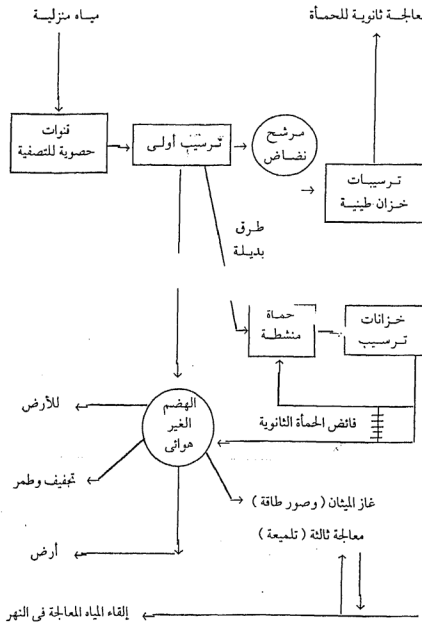 مياه منزلية
معالجة ثانوية للحمأة
قنوات
حصوية للتصفية
ترسيب أولى
مرشح
نضاض
ترسيبات
خزان طينية
طرق
بديلة
حماة
منشطة
خزانات
ترسيب
الهضم
الغير
هوائى
للأرض
فائض الحمأة الثانوية
تجفيف وطمر
غاز الميثان ( وصور طاقة )
معالجة ثالثة ( تلميعة )
أرض
إلقاء المياه المعالجة فى النهر